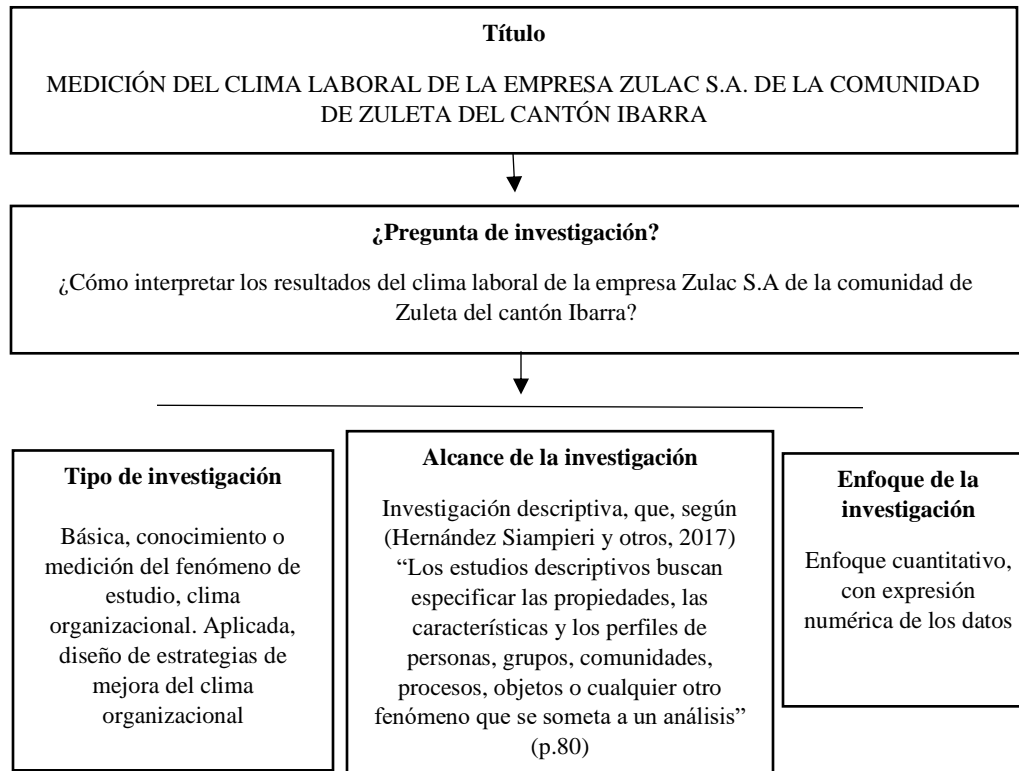 Título
MEDICIÓN DEL CLIMA LABORAL DE LA EMPRESA ZULAC S.A. DE LA COMUNIDAD
DE ZULETA DEL CANTÓN IBARRA
¿Pregunta de investigación?
¿Cómo interpretar los resultados del clima laboral de la empresa Zulac S.A de la comunidad de
Zuleta del cantón Ibarra?
Tipo de investigación
Básica, conocimiento o
medición del fenómeno de
estudio, clima
organizacional. Aplicada,
diseño de estrategias de
mejora del clima
organizacional
Alcance de la investigación
Investigación descriptiva, que, según
(Hernández Siampieri y otros, 2017)
“Los estudios descriptivos buscan
especificar las propiedades, las
características y los perfiles de
personas, grupos, comunidades,
procesos, objetos o cualquier otro
fenómeno que se someta a un análisis”
(p.80)
Enfoque de la
investigación
Enfoque cuantitativo,
con expresión
numérica de los datos